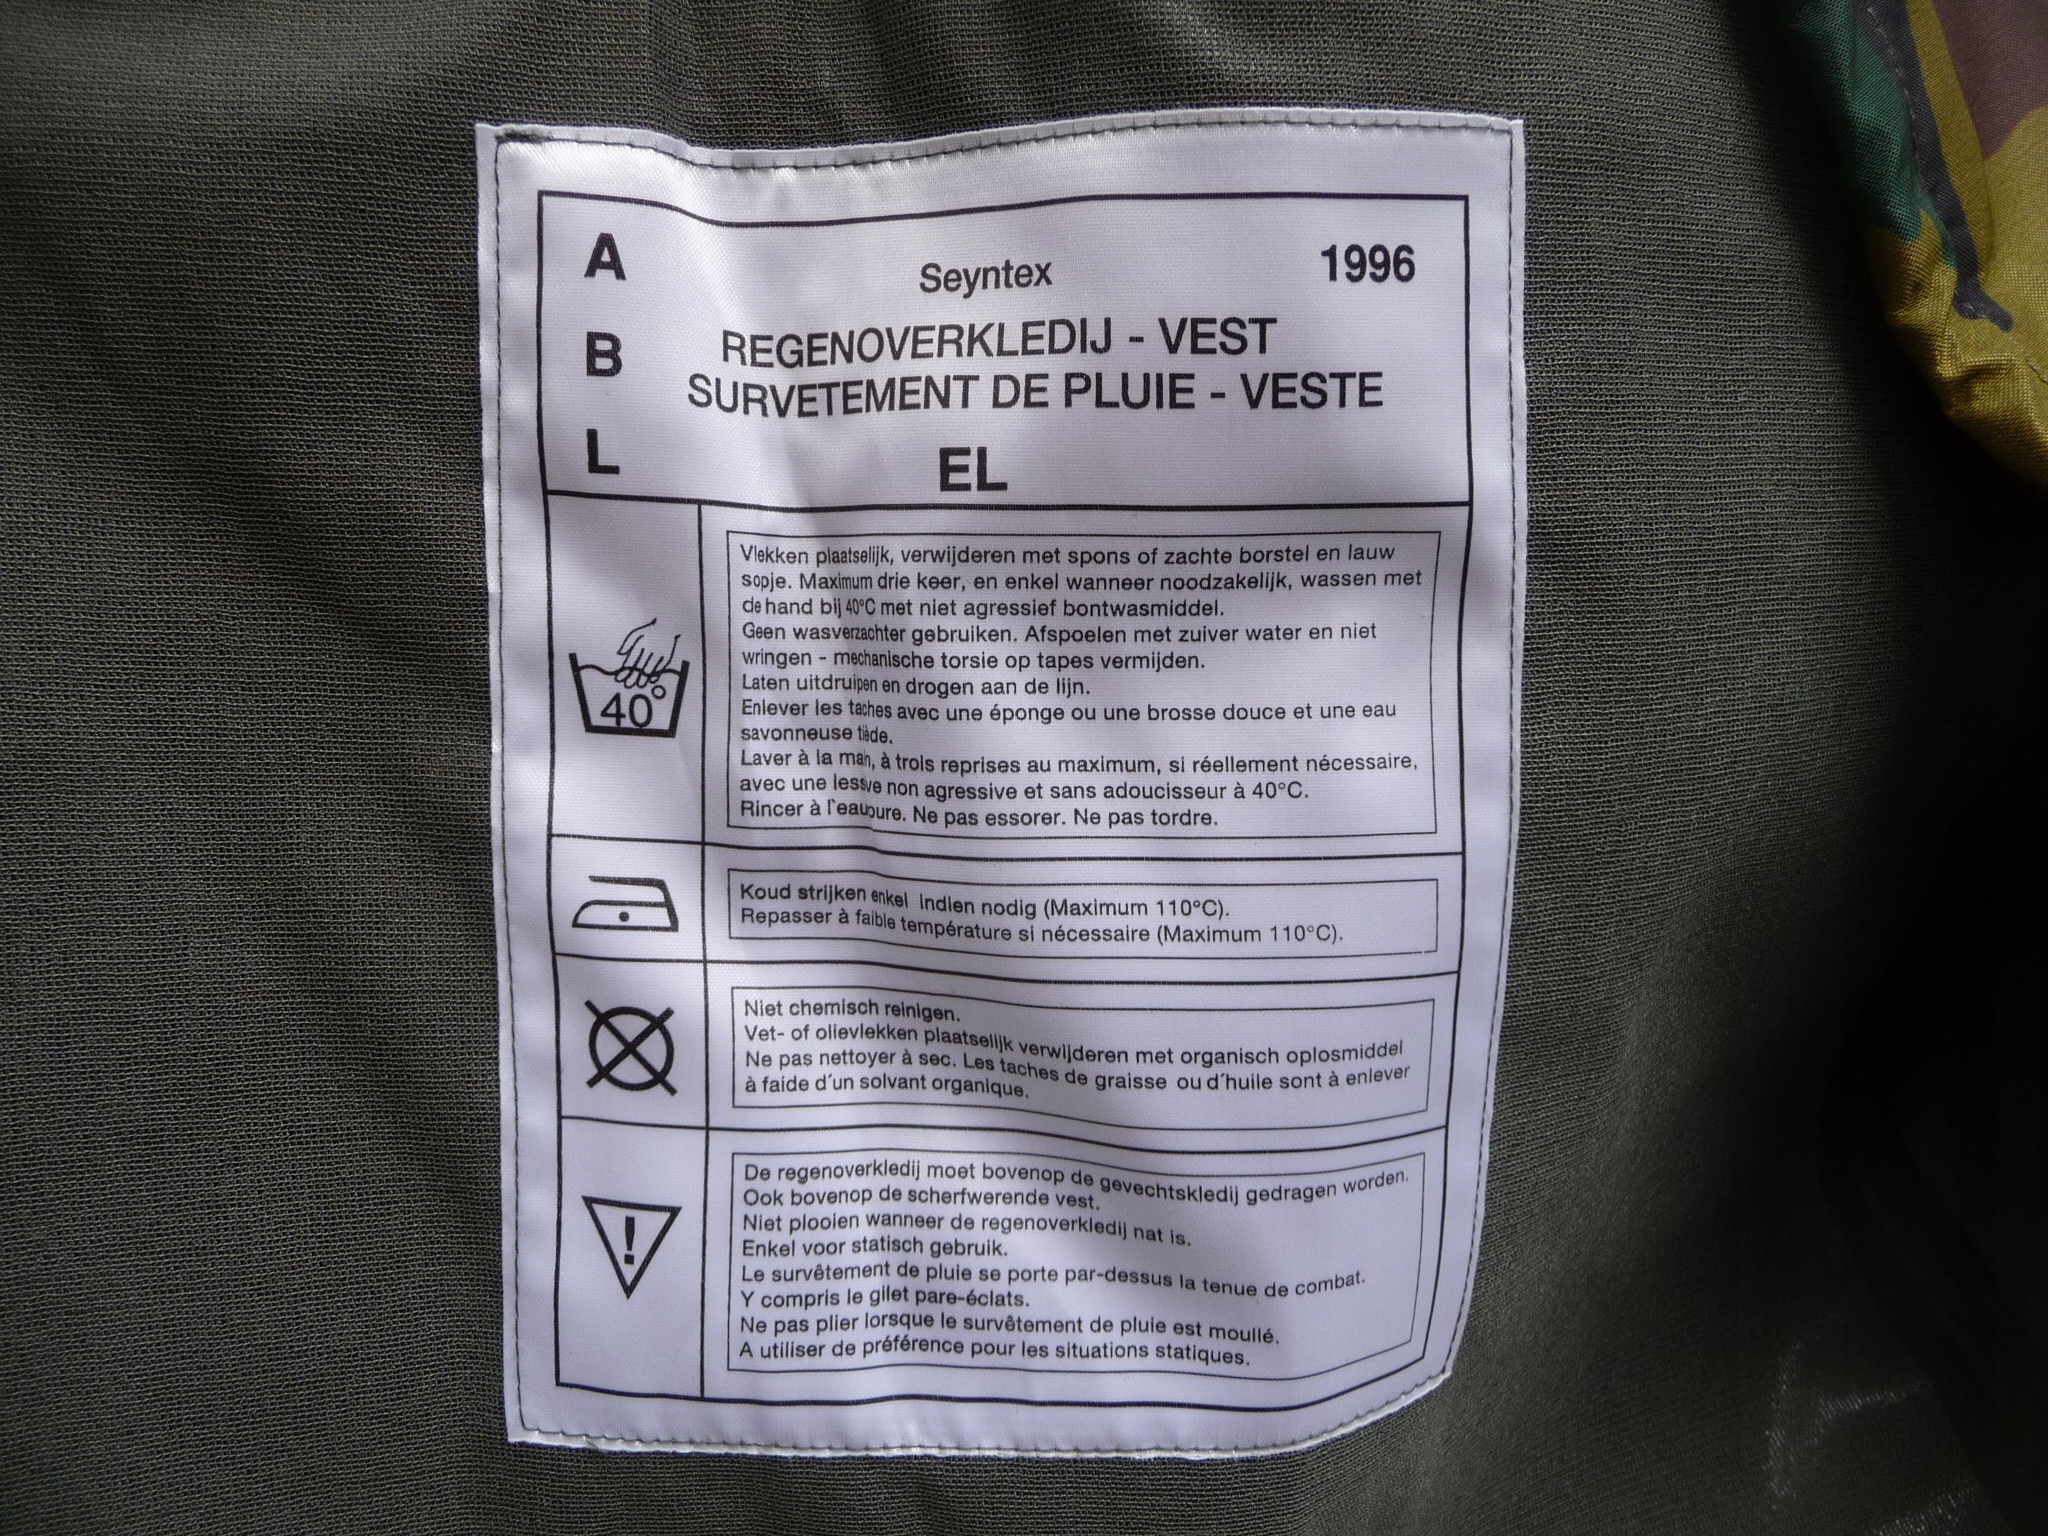 A
Seyntex 1996
B
REGENOVERKLEDIJ - VEST
SURVETEMENT DE PLUIE - VESTE
L
EL
Vlekken plaatselijk, verwijderen met spons of zachte borstel en lauw
sopje. Maximum drie keer, en enkel wanneer noodzakelijk, wassen met
de hand bij 40°C met niet agressief bontwasmiddel.
Geen wasverzachter gebruiken. Afspoelen met zuiver water en niet
wringen - mechanische torsie op tapes vermijden.
Laten uitdruipen en drogen aan de lijn.
Enlever les taches avec une éponge ou une brosse douce et une eau
savonneuse tiède.
Laver à la main, à trois reprises au maximum, si réellement nécessaire,
avec une lessive non agressive et sans adoucisseur à 40°C.
Rincer à l'eau pure. Ne pas essorer. Ne pas tordre.
40°
Koud strijken enkel indien nodig (Maximum 110°C).
Repasser à faible température si nécessaire (Maximum 110°C).
Niet chemisch reinigen.
Vet- of olievlekken plaatselijk verwijderen met organisch oplosmiddel
Ne pas nettoyer à sec. Les taches de graisse ou d'huile sont à enlever
à faide d'un solvant organique.
De regenoverkledij moet bovenop de gevechtskledij gedragen worden.
Ook bovenop de scherfwerende vest.
Niet plooien wanneer de regenoverkledij nat is.
Enkel voor statisch gebruik.
Le survêtement de pluie se porte par-dessus la tenue de combat.
Y compris le gilet pare-éclats.
Ne pas plier lorsque le survêtement de pluie est moullé.
A utiliser de préférence pour les situations statiques.
!